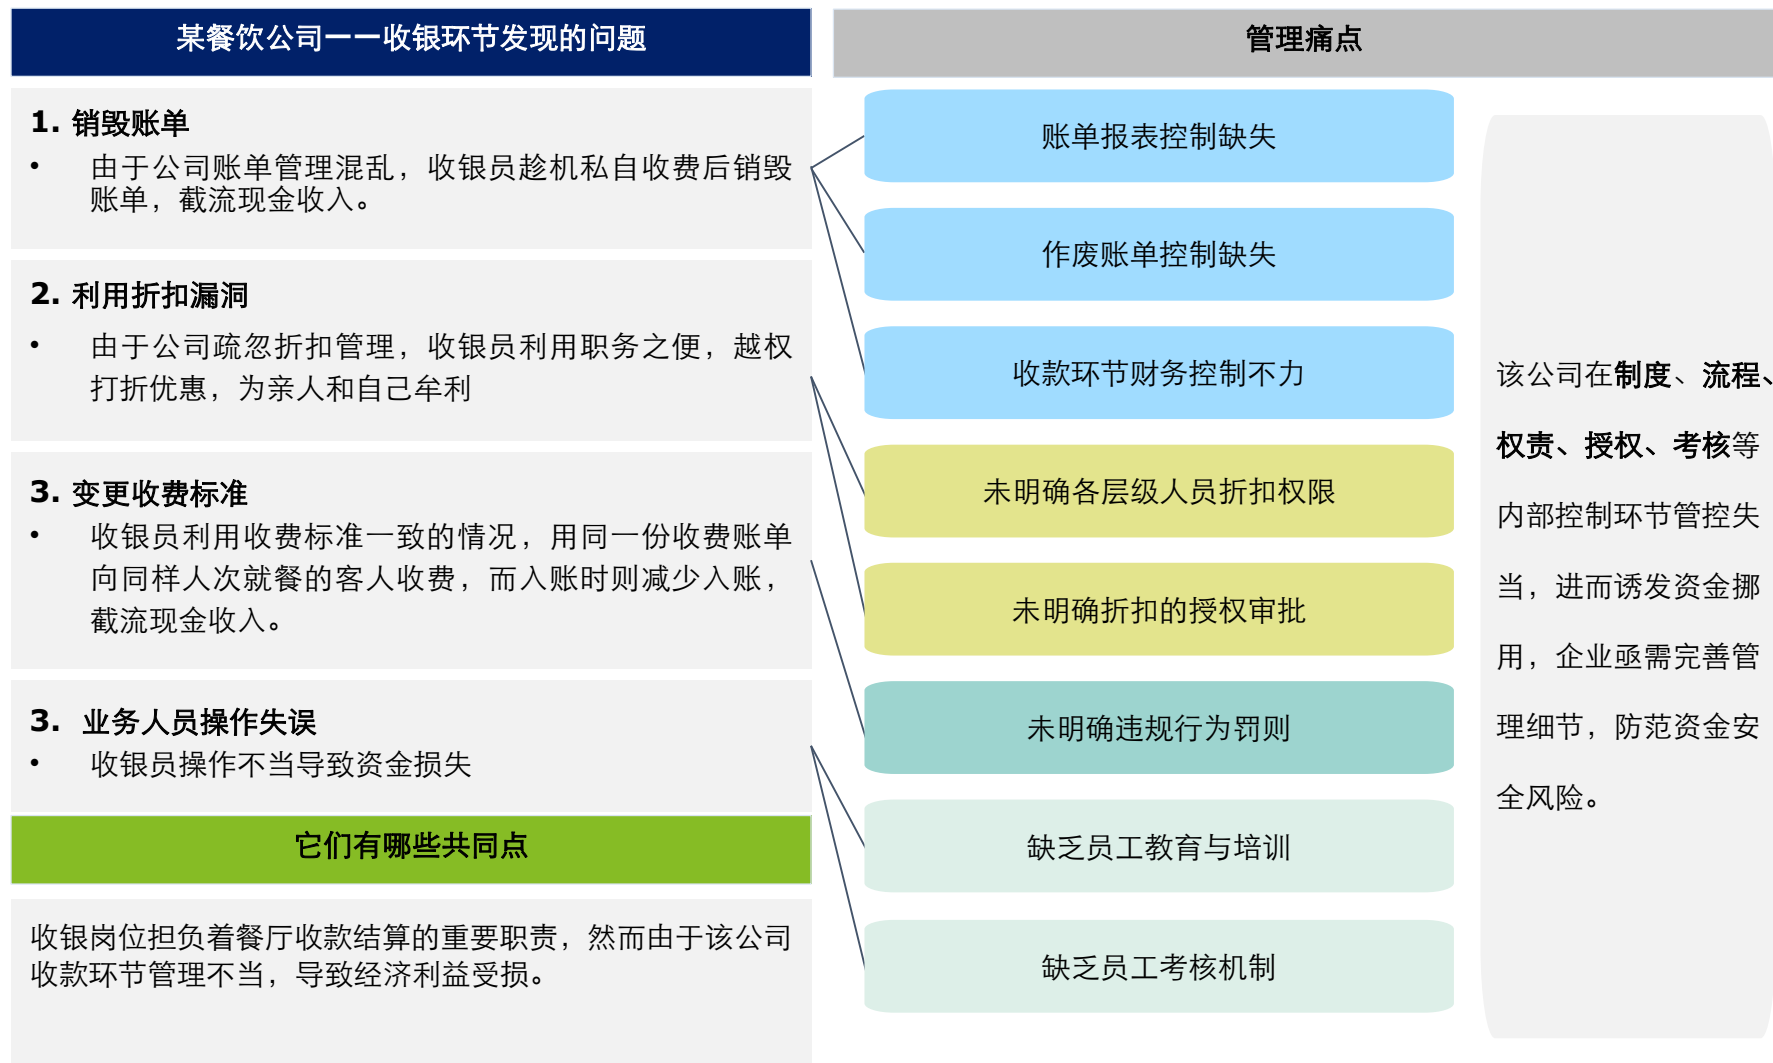 某餐饮公司一一收银环节发现的问题
管理痛点
1. 销毁账单
• 由于公司账单管理混乱，收银员趁机私自收费后销毁
账单，截流现金收入。
2. 利用折扣漏洞
• 由于公司疏忽折扣管理，收银员利用职务之便，越权
打折优惠，为亲人和自己牟利
3. 变更收费标准
• 收银员利用收费标准一致的情况，用同一份收费账单
向同样人次就餐的客人收费，而入账时则减少入账，
截流现金收入。
3. 业务人员操作失误
• 收银员操作不当导致资金损失
它们有哪些共同点
收银岗位担负着餐厅收款结算的重要职责，然而由于该公司
收款环节管理不当，导致经济利益受损。
账单报表控制缺失
作废账单控制缺失
收款环节财务控制不力
未明确各层级人员折扣权限
未明确折扣的授权审批
未明确违规行为罚则
缺乏员工教育与培训
缺乏员工考核机制
该公司在制度、流程、
权责、授权、考核等
内部控制环节管控失
当，进而诱发资金挪
用，企业亟需完善管
理细节，防范资金安
全风险。